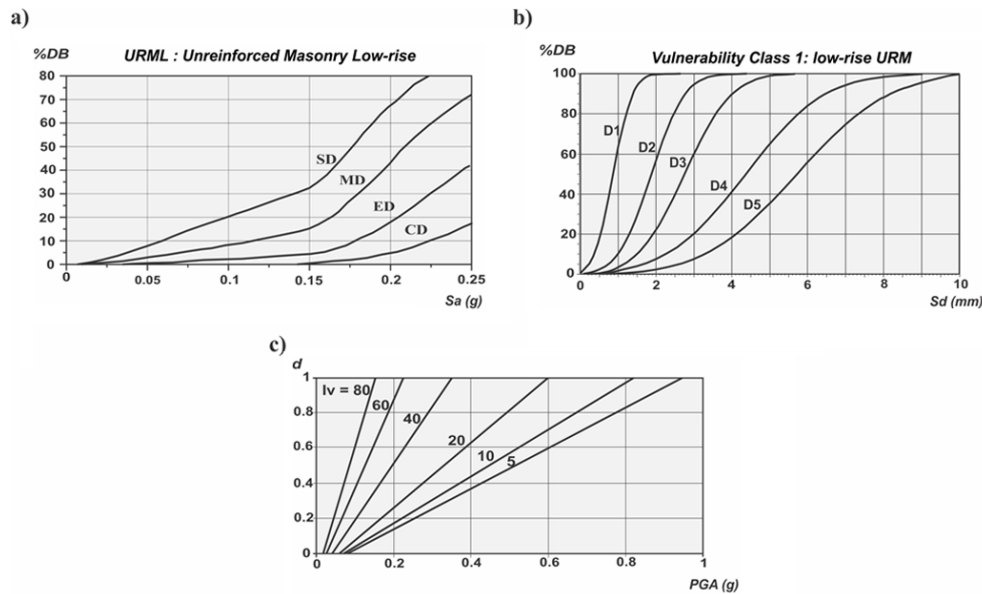 a)
%DB
URML : Unreinforced Masonry Low-rise
80
70
60
50
40
30
20
10
0
SD
MD
ED
CD
0 0.05 0.1 0.15 0.2 0.25
Sa (g)
b)
%DB
Vulnerability Class 1: low-rise URM
100
80
60
40
20
0
D1
D2
D3
D4
D5
0 2 4 6 8 10
Sd (mm)
c)
d
1
0.8
0.6
0.4
0.2
0
Iv = 80
60
40
20
10
5
0 0.2 0.4 0.6 0.8 1
PGA (g)